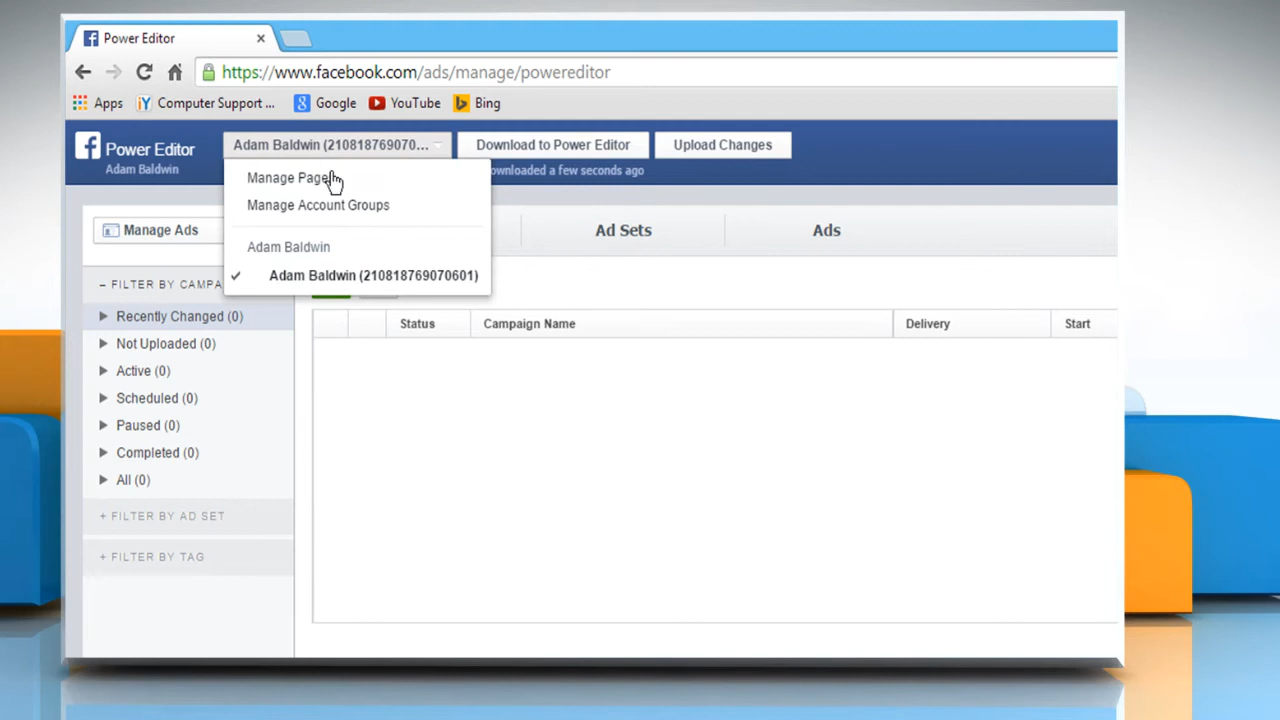 Power Editor
https://www.facebook.com/ads/manage/powereditor
Apps Computer Support ... Google YouTube Bing
Power Editor
Adam Baldwin
Adam Baldwin (210818769070...
Download to Power Editor
Upload Changes
ownloaded a few seconds ago
Manage Page
Manage Account Groups
Adam Baldwin
Adam Baldwin (210818769070601)
Manage Ads
Ad Sets
Ads
– FILTER BY CAMPA
Recently Changed (0)
Not Uploaded (0)
Active (0)
Scheduled (0)
Paused (0)
Completed (0)
All (0)
+ FILTER BY AD SET
+ FILTER BY TAG
Status Campaign Name Delivery Start